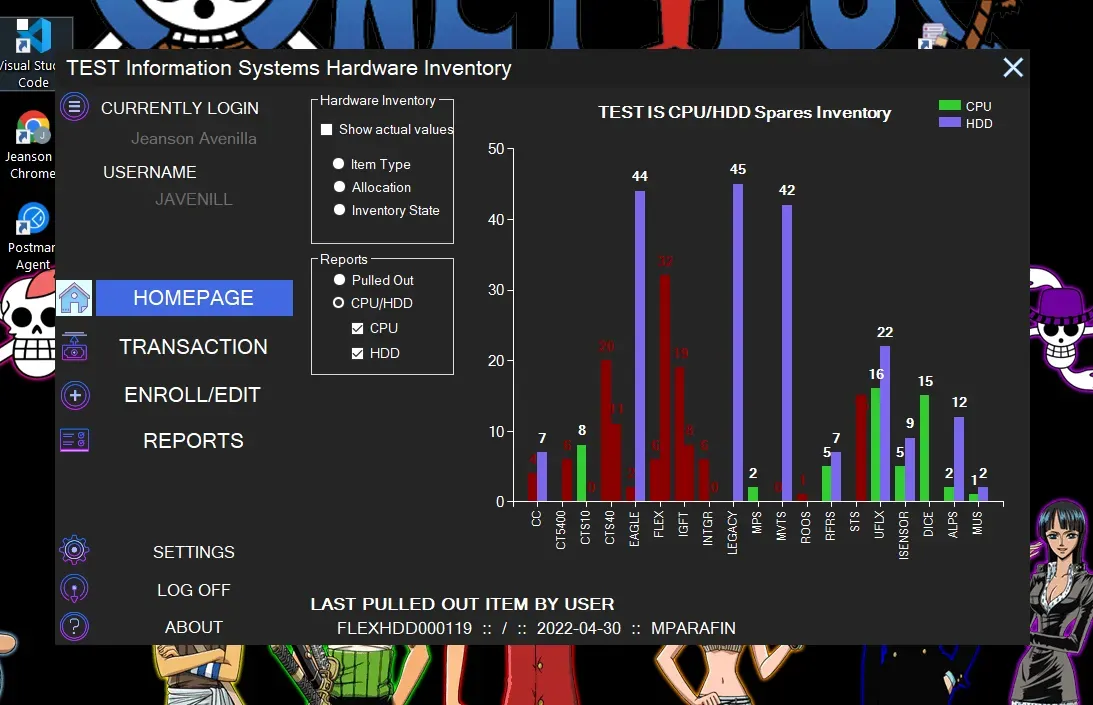 Visual Stud
Code
Jeanson
Chrome
Postman
Agent
TEST Information Systems Hardware Inventory
CURRENTLY LOGIN
Jeanson Avenilla
USERNAME
JAVENILL
HOMEPAGE
TRANSACTION
ENROLL/EDIT
REPORTS
SETTINGS
LOG OFF
ABOUT
Hardware Inventory
Show actual values
Item Type
Allocation
Inventory State
Reports
Pulled Out
CPU/HDD
CPU
HDD
TEST IS CPU/HDD Spares Inventory
CPU
HDD
50
40
30
20
10
0
7
8
0
20
11
44
6
32
19
8
6
0
45
2
0
42
1
5
7
16
22
5
9
15
2
12
1
2
CC
CT5400
CTS10
CTS40
EAGLE
FLEX
IGFT
INTGR
LEGACY
MPS
MVTS
ROOS
RFRS
STS
UFLX
ISENSOR
DICE
ALPS
MUS
LAST PULLED OUT ITEM BY USER
FLEXHDD000119 :: / :: 2022-04-30 :: MPARAFIN